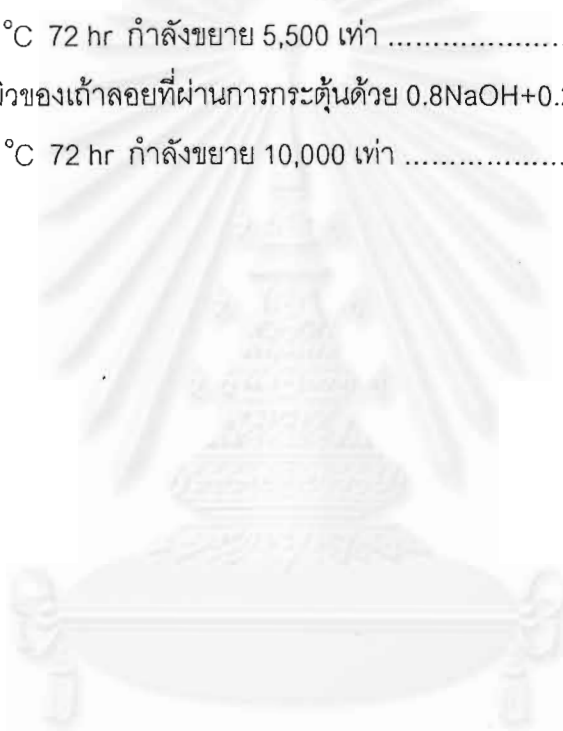 °C 72 hr กำลังขยาย 5,500 เท่า .....................
ผิวของเถ้าลอยที่ผ่านการกระตุ้นด้วย 0.8NaOH+0.
°C 72 hr กำลังขยาย 10,000 เท่า ...................